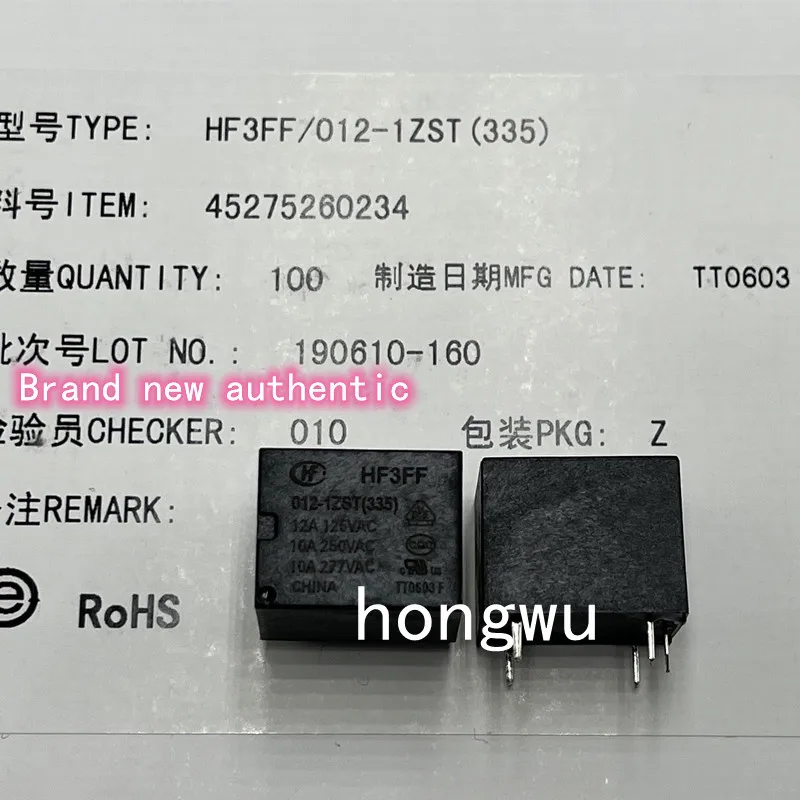 型号TYPE: HF3FF/012-1ZST(335)
料号ITEM: 45275260234
数量QUANTITY: 100 制造日期MFG DATE: TT0603
批次号LOT NO.: 190610-160
Brand new authentic
检验员CHECKER: 010 包装PKG: Z
备注REMARK:
HF HF3FF
012-1ZST(335)
12A 125VAC
10A 250VAC
10A 277VAC
CHINA TT0603 F
RoHS
hongwu